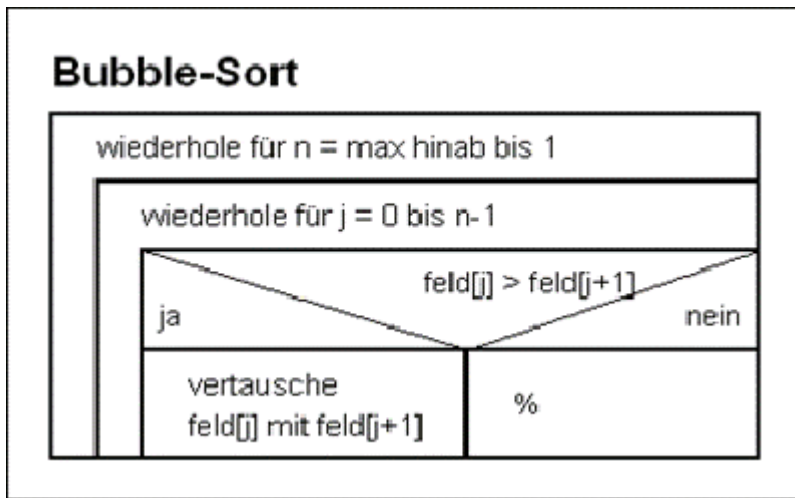 Bubble-Sort
wiederhole für n = max hinab bis 1
wiederhole für j = 0 bis n-1
feld[j] > feld[j+1]
ja
nein
vertausche
feld[j] mit feld[j+1]
%